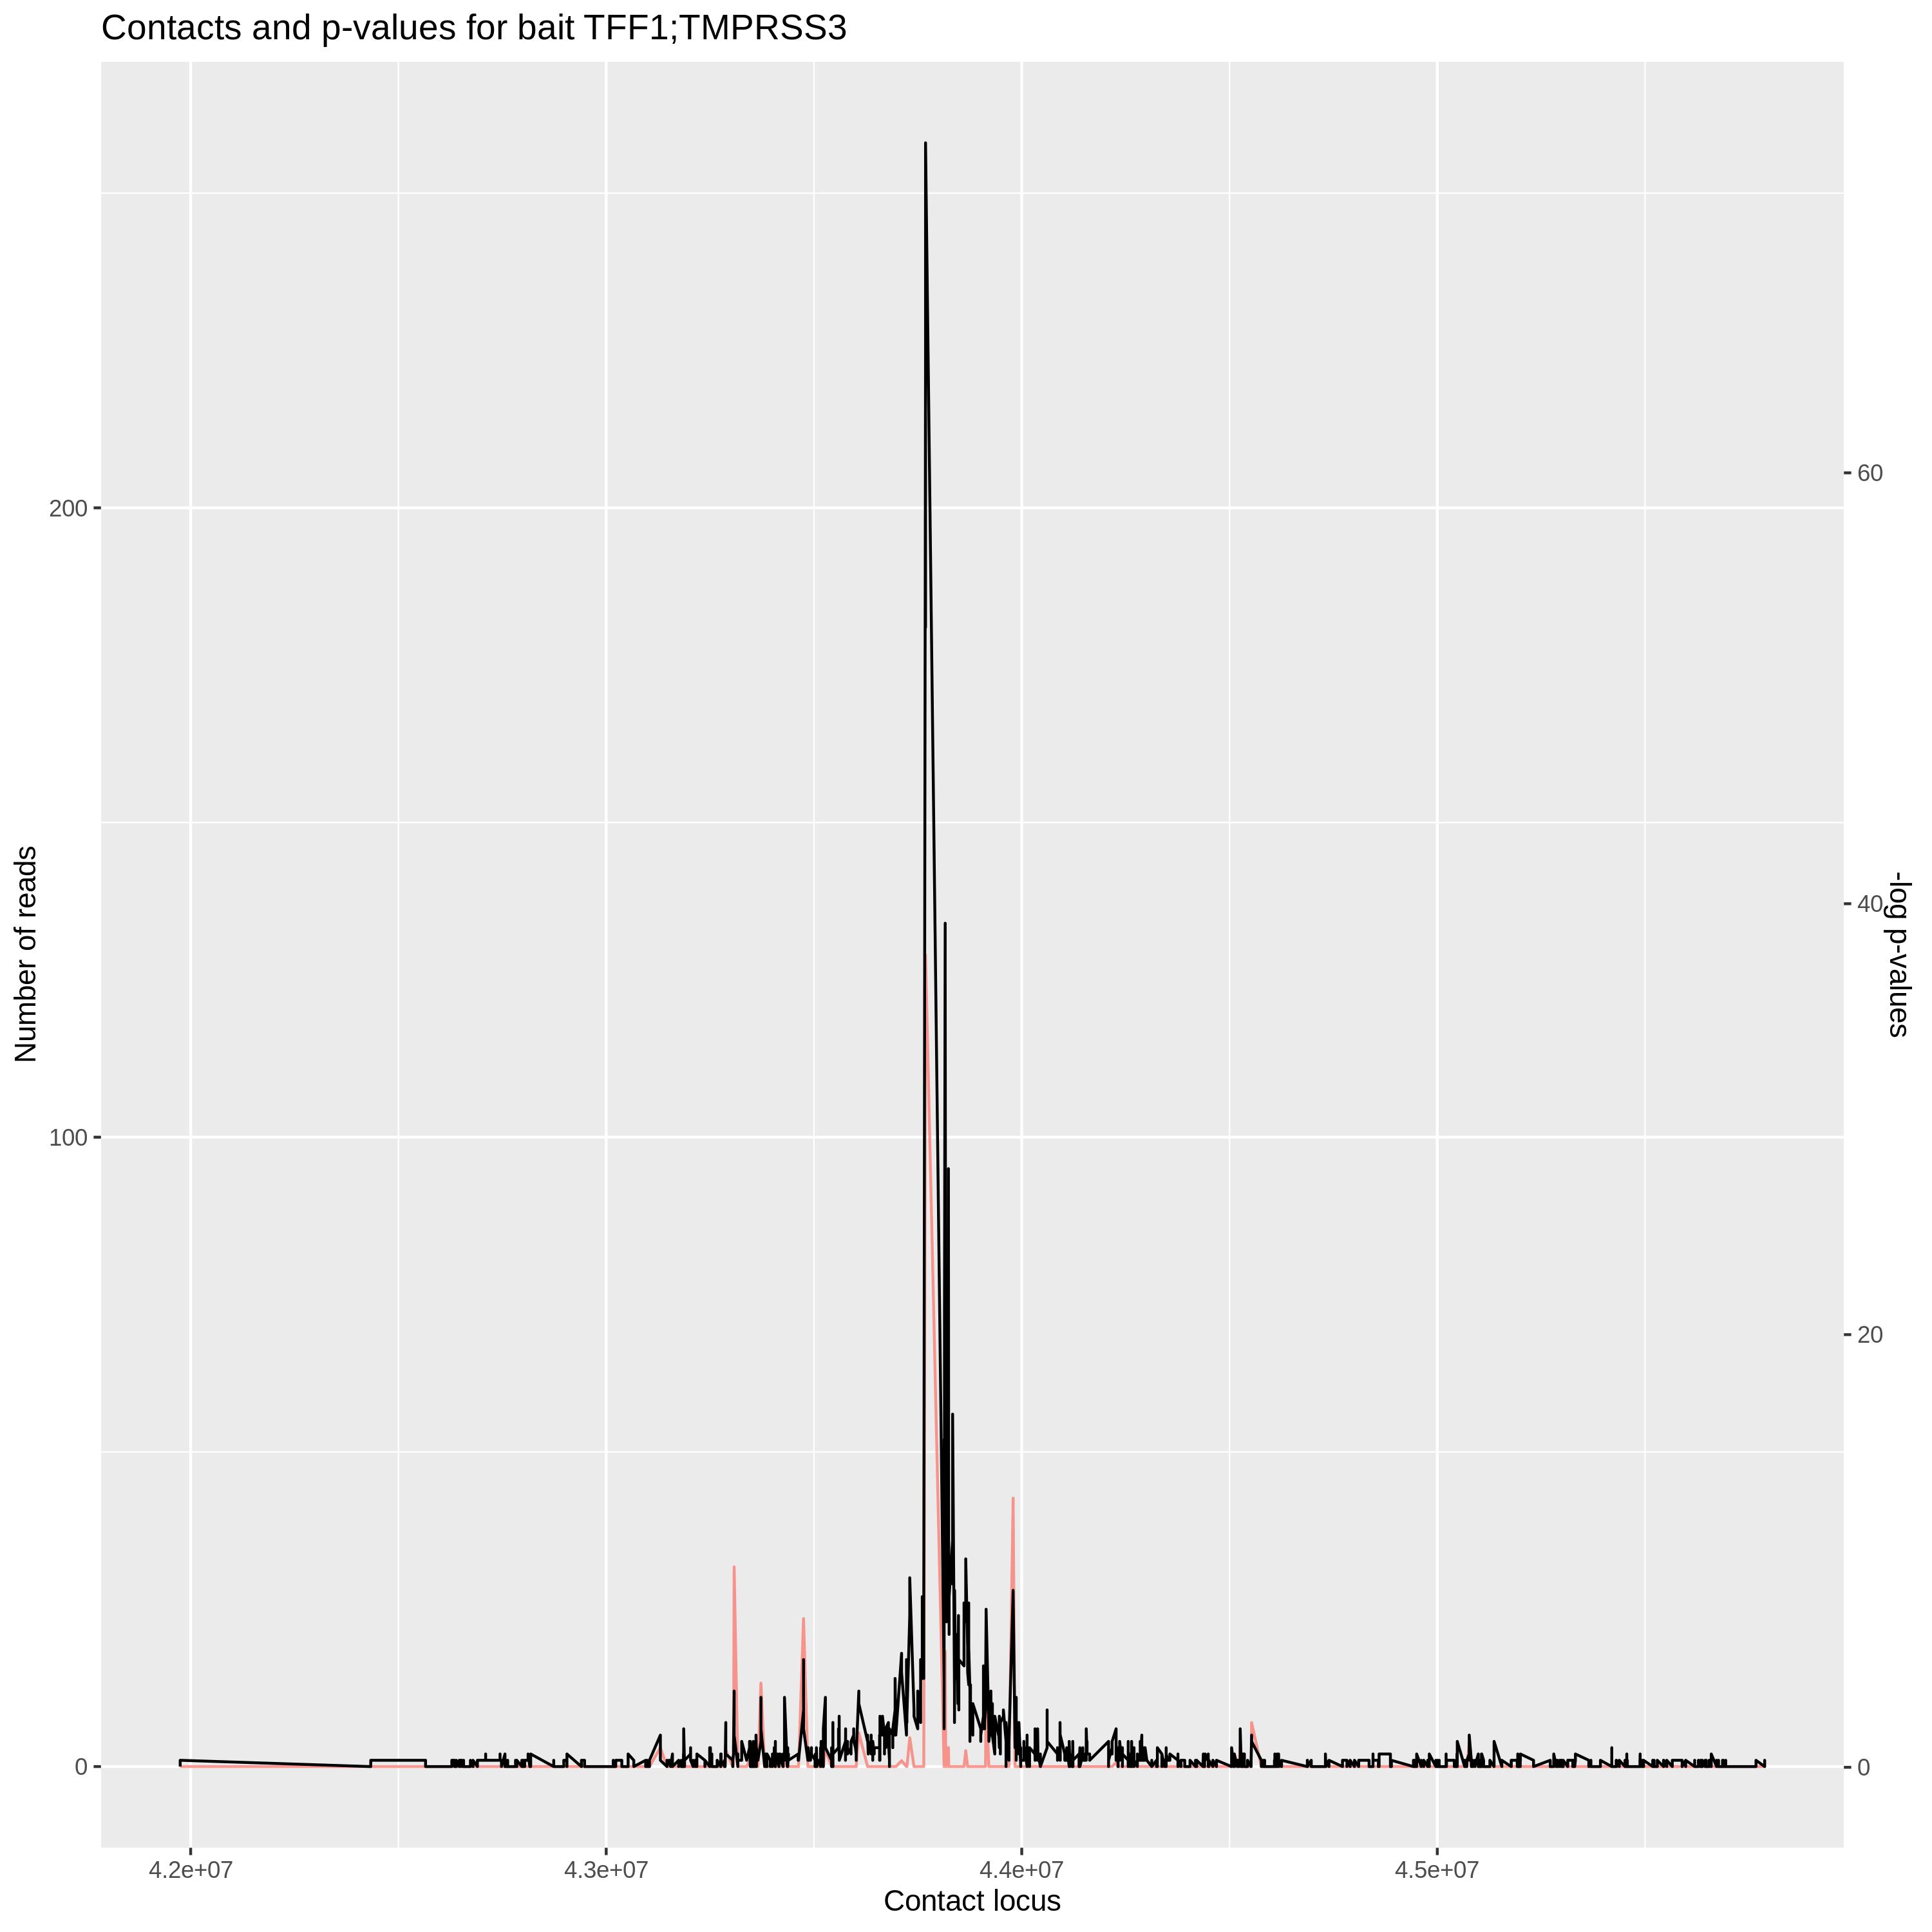 Contacts and p-values for bait TFF1;TMPRSS3
Number of reads
200
100
0
60
40
20
0
-log p-values
4.2e+07
4.3e+07
4.4e+07
4.5e+07
Contact locus